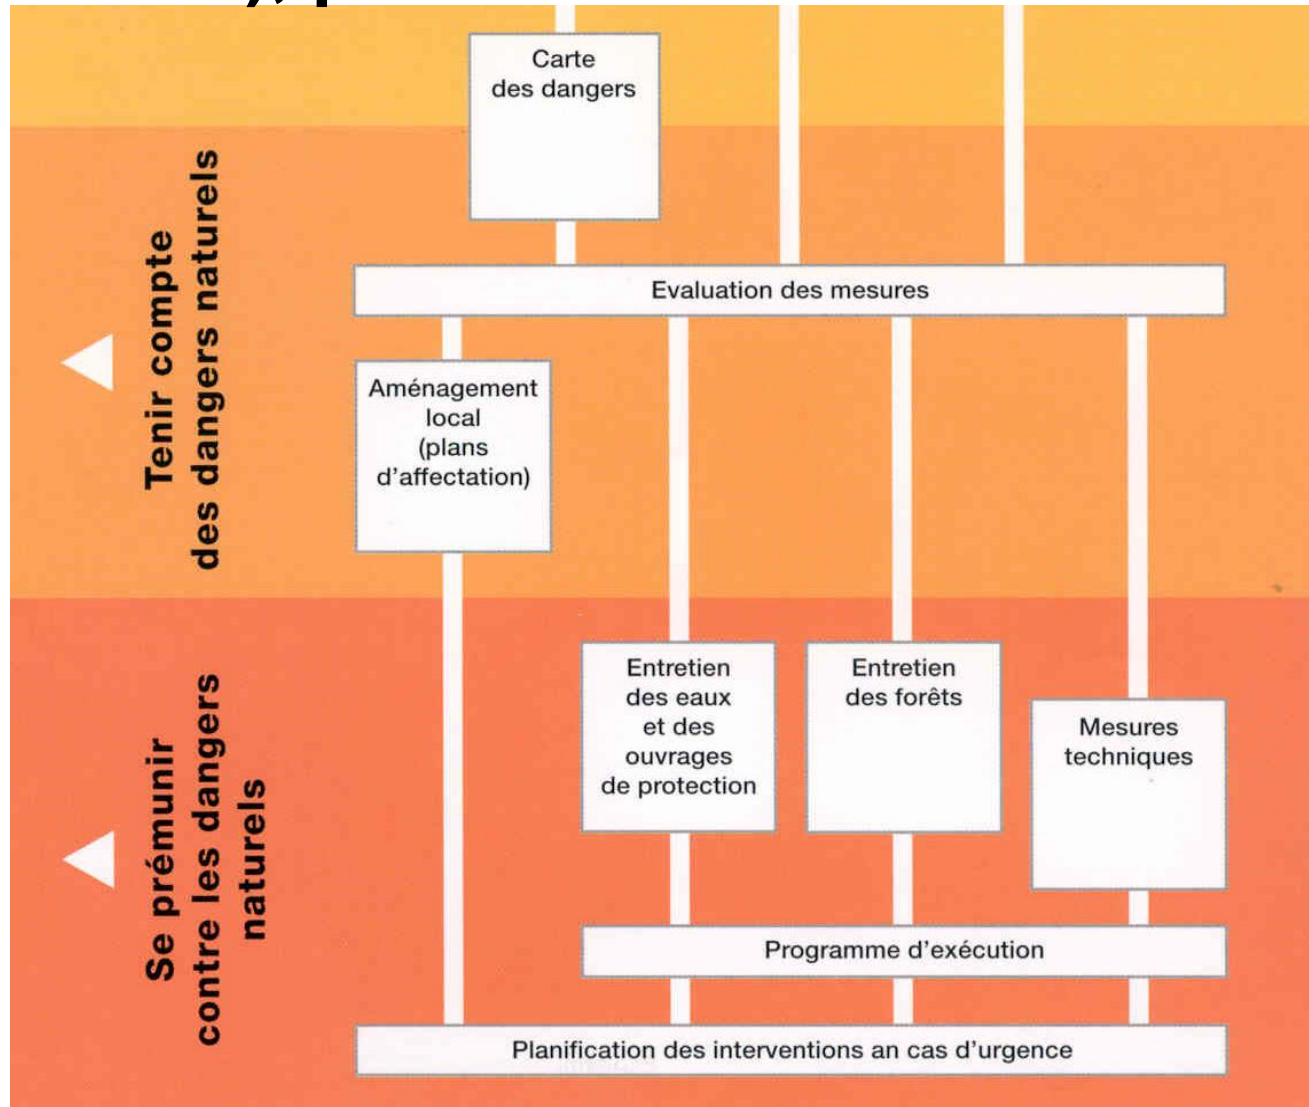 Carte
des dangers
Tenir compte
des dangers naturels
Evaluation des mesures
Aménagement
local
(plans
d'affectation)
Se prémunir
contre les dangers
naturels
Entretien
des eaux
et des
ouvrages
de protection
Entretien
des forêts
Mesures
techniques
Programme d'exécution
Planification des interventions an cas d'urgence